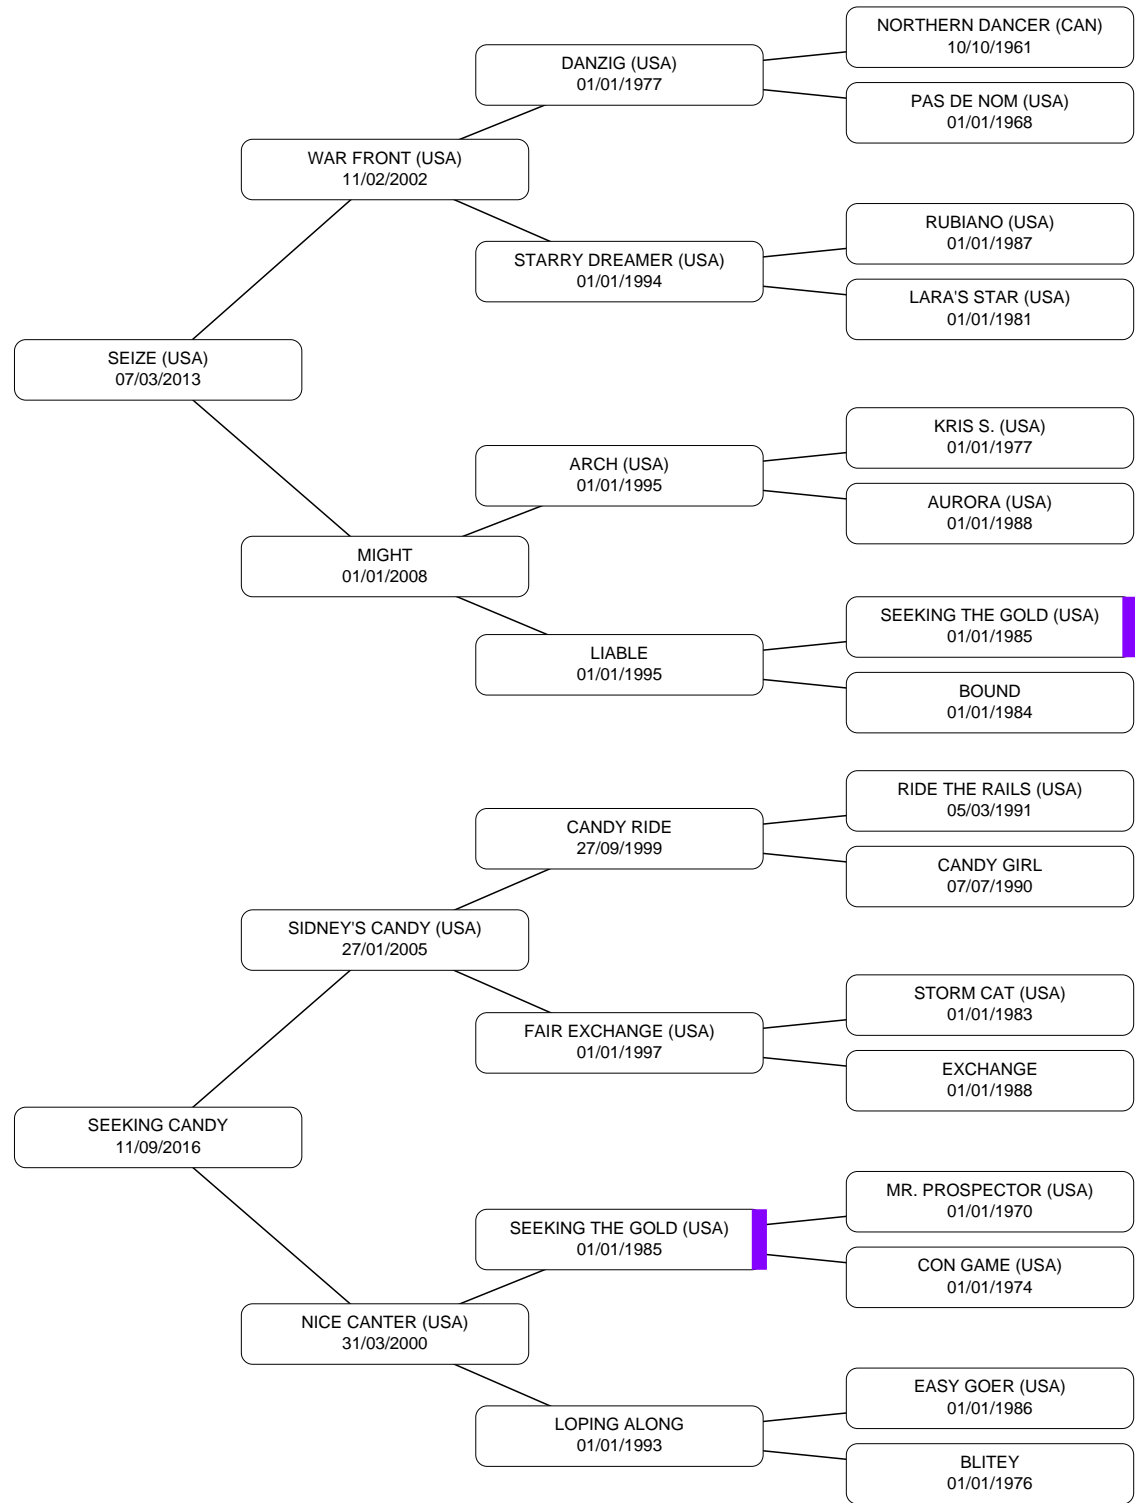 NORTHERN DANCER (CAN)
10/10/1961
DANZIG (USA)
01/01/1977
PAS DE NOM (USA)
01/01/1968
WAR FRONT (USA)
11/02/2002
RUBIANO (USA)
01/01/1987
STARRY DREAMER (USA)
01/01/1994
LARA'S STAR (USA)
01/01/1981
SEIZE (USA)
07/03/2013
KRIS S. (USA)
01/01/1977
ARCH (USA)
01/01/1995
AURORA (USA)
01/01/1988
MIGHT
01/01/2008
SEEKING THE GOLD (USA)
01/01/1985
LIABLE
01/01/1995
BOUND
01/01/1984
RIDE THE RAILS (USA)
05/03/1991
CANDY RIDE
27/09/1999
CANDY GIRL
07/07/1990
SIDNEY'S CANDY (USA)
27/01/2005
STORM CAT (USA)
01/01/1983
FAIR EXCHANGE (USA)
01/01/1997
EXCHANGE
01/01/1988
SEEKING CANDY
11/09/2016
MR. PROSPECTOR (USA)
01/01/1970
SEEKING THE GOLD (USA)
01/01/1985
CON GAME (USA)
01/01/1974
NICE CANTER (USA)
31/03/2000
EASY GOER (USA)
01/01/1986
LOPING ALONG
01/01/1993
BLITEY
01/01/1976